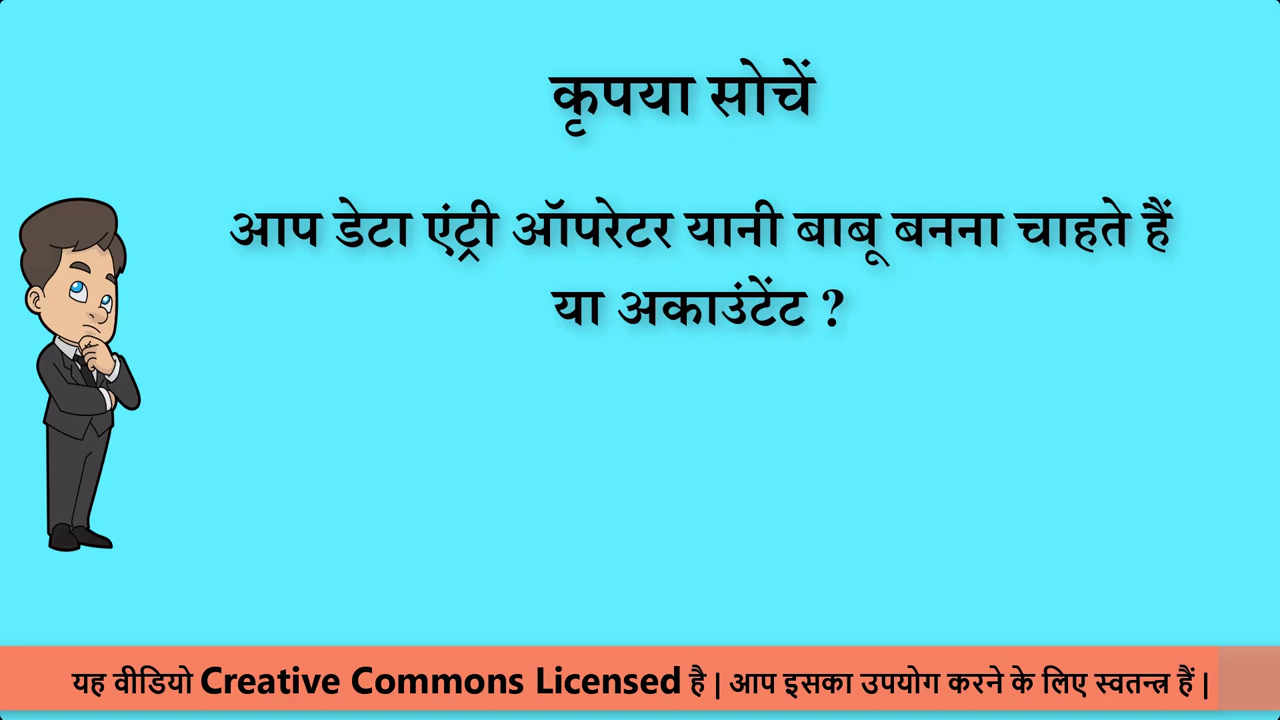 कृपया सोचें
आप डेटा एंट्री ऑपरेटर यानी बाबू बनना चाहते हैं
या अकाउंटेंट ?
यह वीडियो Creative Commons Licensed है | आप इसका उपयोग करने के लिए स्वतन्त्र हैं |